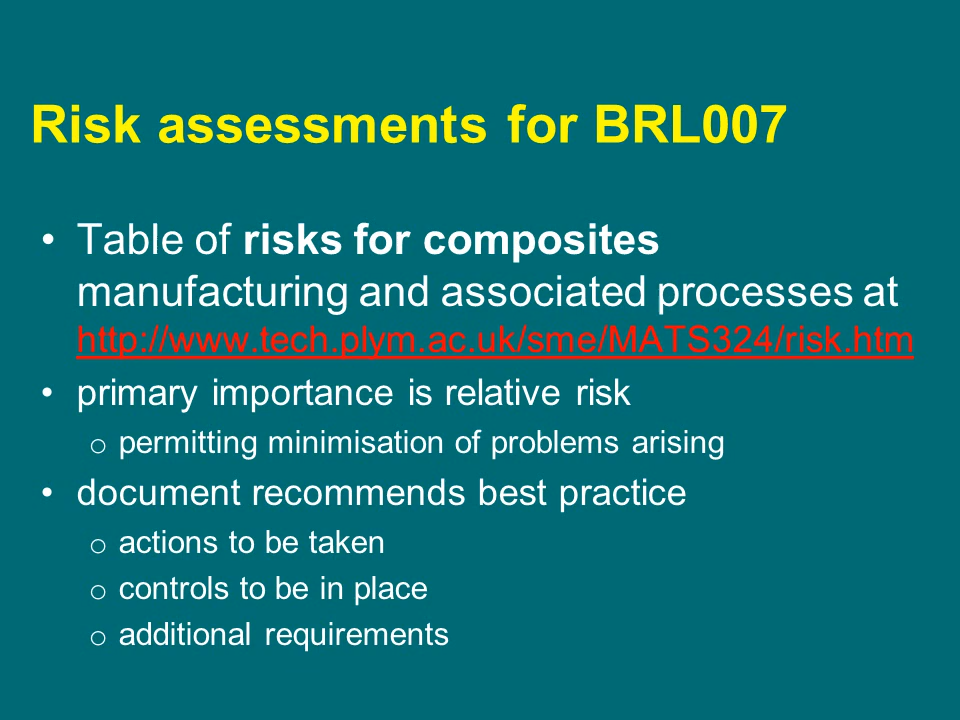 Risk assessments for BRL007
• Table of risks for composites
manufacturing and associated processes at
http://www.tech.plym.ac.uk/sme/MATS324/risk.htm
• primary importance is relative risk
o permitting minimisation of problems arising
• document recommends best practice
o actions to be taken
o controls to be in place
o additional requirements